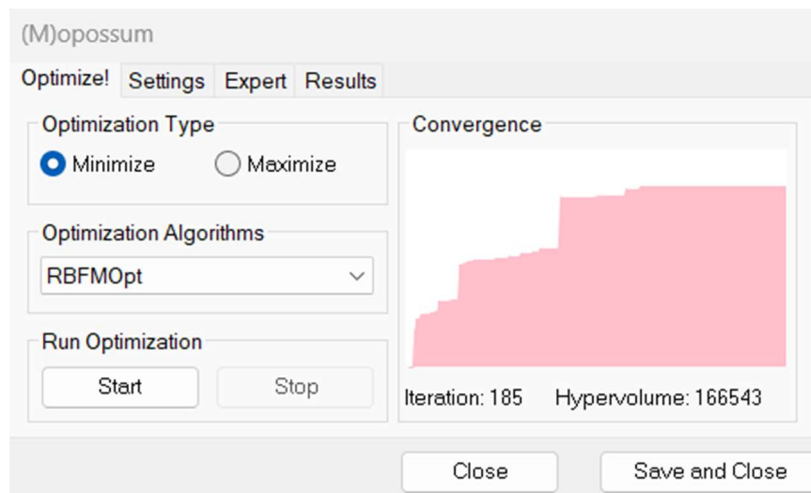 (M)opossum
Optimize! Settings Expert Results
Optimization Type
Minimize Maximize
Optimization Algorithms
RBFMOpt
Run Optimization
Start Stop
Convergence
Iteration: 185 Hypervolume: 166543
Close Save and Close